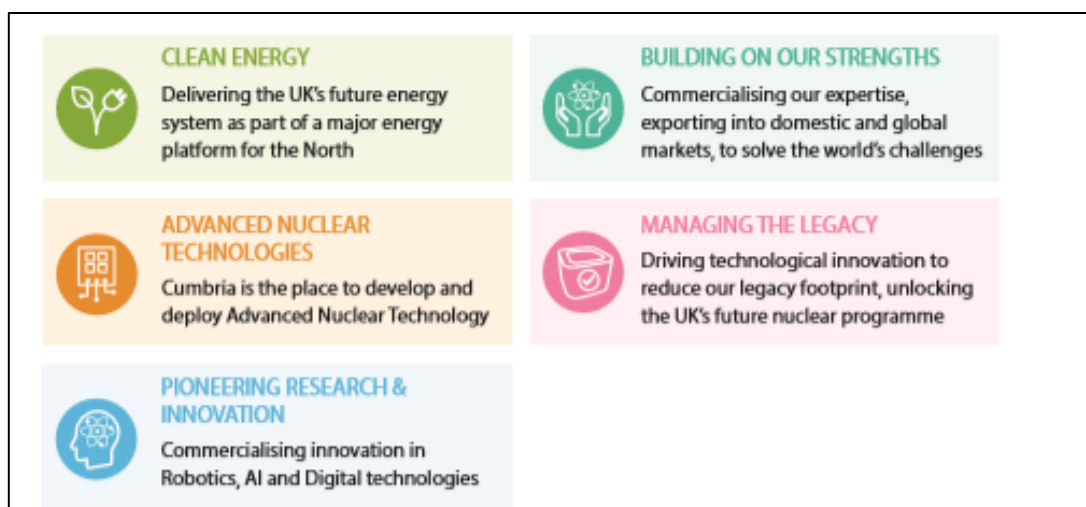 CLEAN ENERGY
Delivering the UK's future energy
system as part of a major energy
platform for the North
BUILDING ON OUR STRENGTHS
Commercialising our expertise,
exporting into domestic and global
markets, to solve the world's challenges
ADVANCED NUCLEAR
TECHNOLOGIES
Cumbria is the place to develop and
deploy Advanced Nuclear Technology
MANAGING THE LEGACY
Driving technological innovation to
reduce our legacy footprint, unlocking
the UK's future nuclear programme
PIONEERING RESEARCH &
INNOVATION
Commercialising innovation in
Robotics, AI and Digital technologies